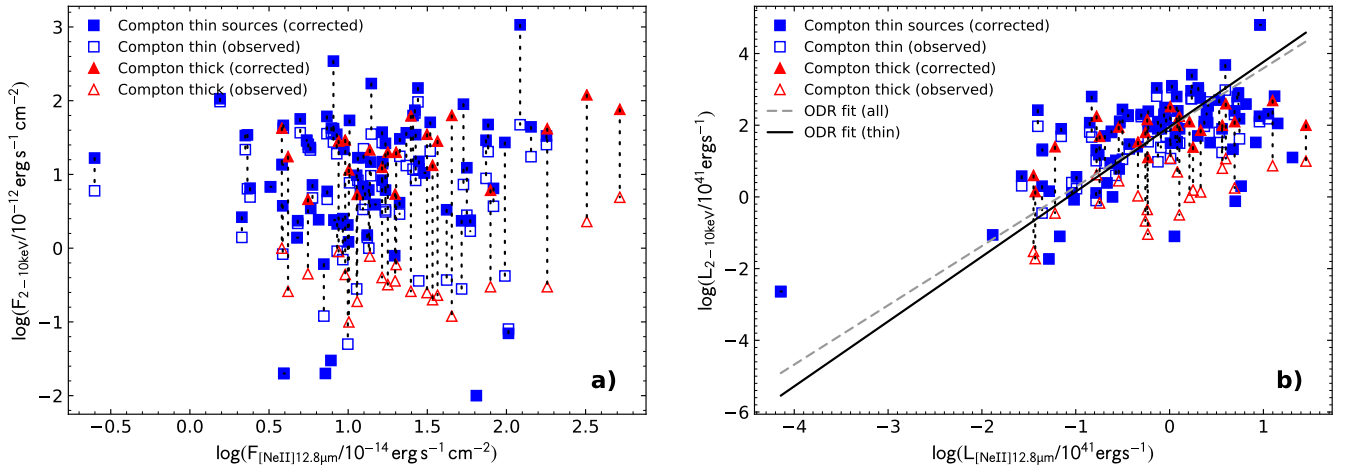 Compton thin sources (corrected)
Compton thin (observed)
Compton thick (corrected)
Compton thick (observed)
3
2
1
0
−1
−2
log(F₂₋₁₀ₖₑᵥ/10⁻¹² erg s⁻¹ cm⁻²)
a)
−0.5 0.0 0.5 1.0 1.5 2.0 2.5
log(F[NeII]12.8μm/10⁻¹⁴ erg s⁻¹ cm⁻²)
Compton thin sources (corrected)
Compton thin (observed)
Compton thick (corrected)
Compton thick (observed)
ODR fit (all)
ODR fit (thin)
4
2
0
−2
−4
−6
log(L₂₋₁₀ₖₑᵥ/10⁴¹ ergs⁻¹)
b)
−4 −3 −2 −1 0 1
log(L[NeII]12.8μm/10⁴¹ergs⁻¹)